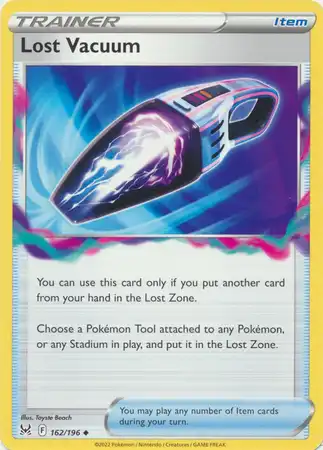 TRAINER
Item
Lost Vacuum
You can use this card only if you put another card
from your hand in the Lost Zone.
Choose a Pokémon Tool attached to any Pokémon,
or any Stadium in play, and put it in the Lost Zone.
Illus. Toyste Beach
F 162/196
You may play any number of Item cards
during your turn.
©2022 Pokémon / Nintendo / Creatures / GAME FREAK